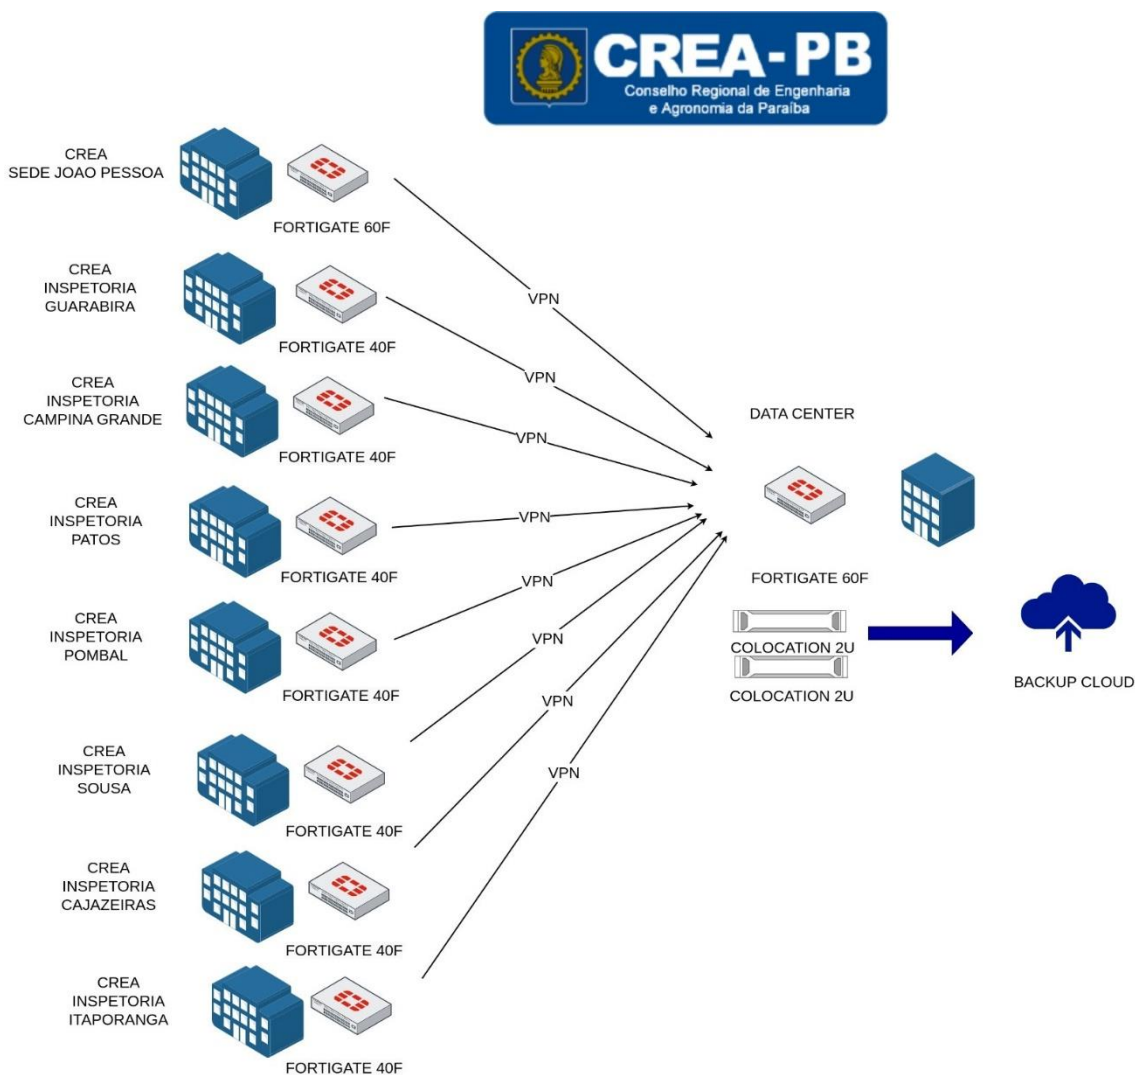 CREA-PB
Conselho Regional de Engenharia
e Agronomia da Paraíba
CREA
SEDE JOAO PESSOA
FORTIGATE 60F
VPN
CREA
INSPETORIA
GUARABIRA
FORTIGATE 40F
VPN
CREA
INSPETORIA
CAMPINA GRANDE
FORTIGATE 40F
VPN
CREA
INSPETORIA
PATOS
FORTIGATE 40F
VPN
CREA
INSPETORIA
POMBAL
FORTIGATE 40F
VPN
CREA
INSPETORIA
SOUSA
FORTIGATE 40F
VPN
CREA
INSPETORIA
CAJAZEIRAS
FORTIGATE 40F
VPN
CREA
INSPETORIA
ITAPORANGA
FORTIGATE 40F
VPN
DATA CENTER
FORTIGATE 60F
COLOCATION 2U
COLOCATION 2U
BACKUP CLOUD